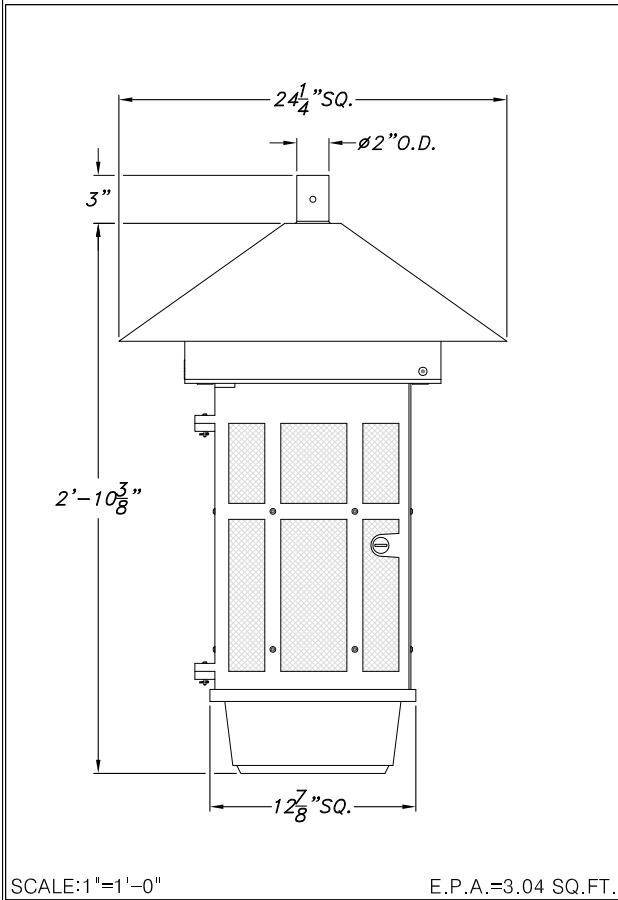 24 1/4"SQ.
ø2"O.D.
3"
2'-10 3/8"
12 7/8"SQ.
SCALE:1"=1'-0"
E.P.A.=3.04 SQ.FT.